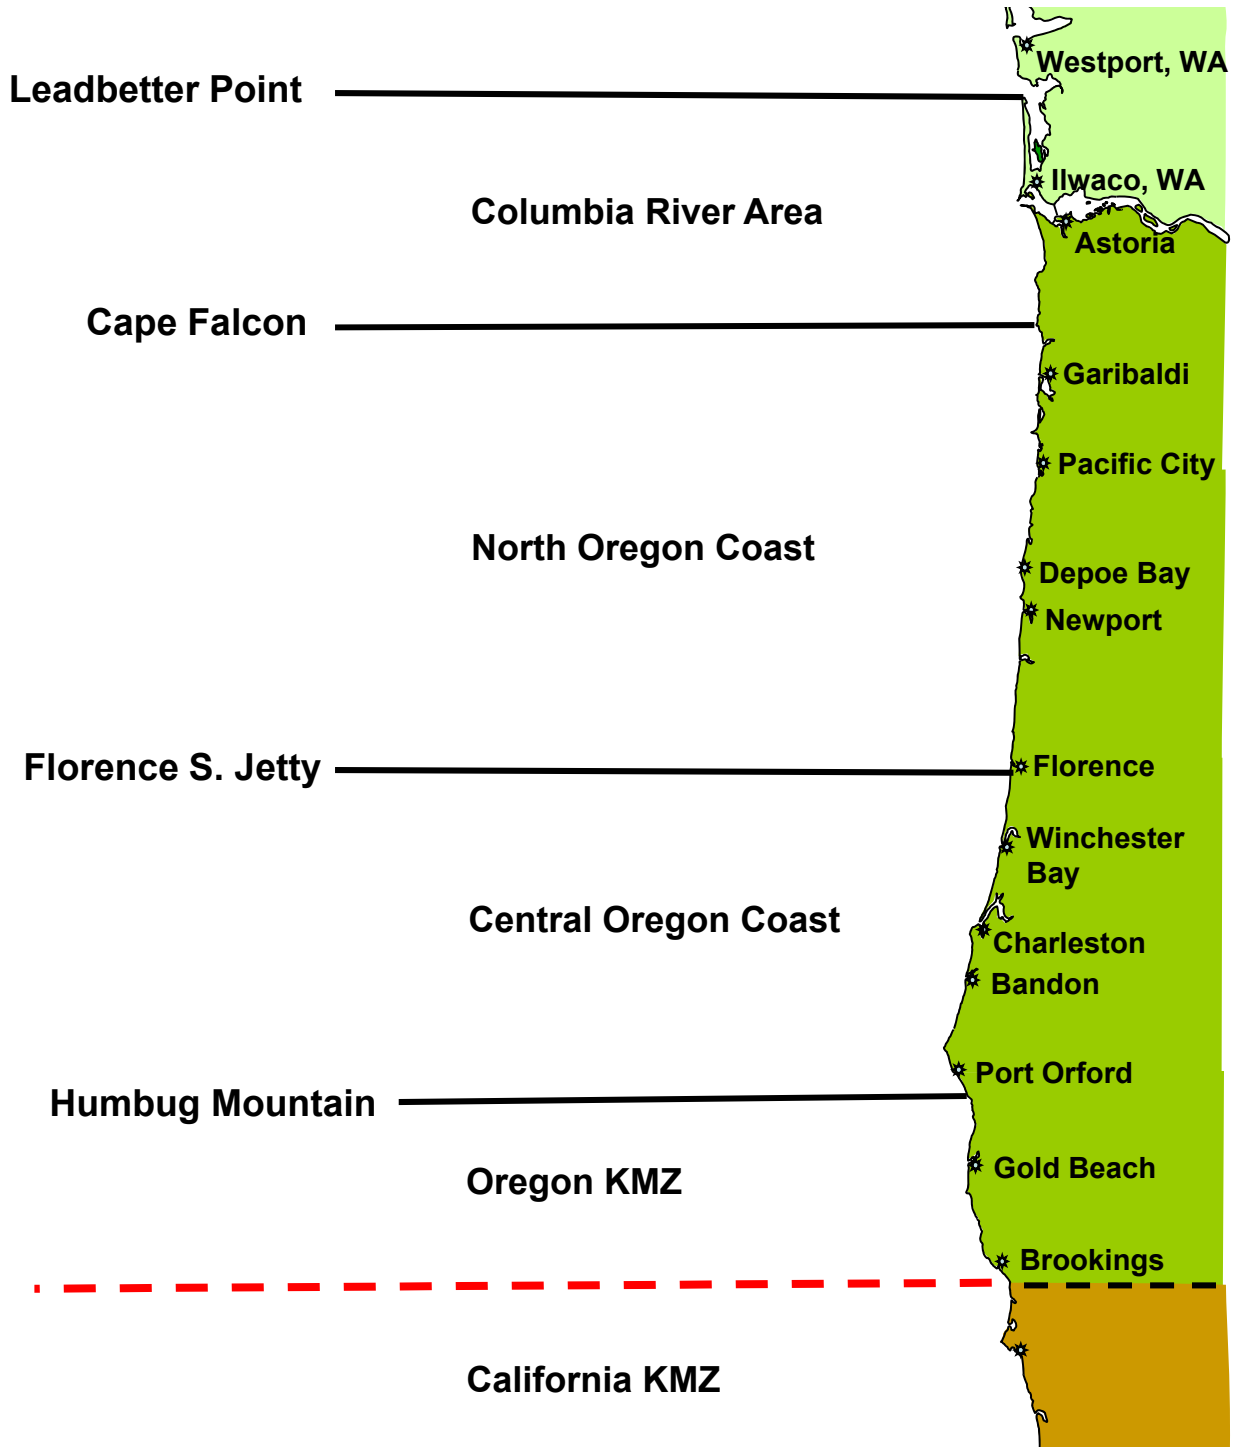 Westport, WA
Leadbetter Point
Ilwaco, WA
Columbia River Area
Astoria
Cape Falcon
Garibaldi
Pacific City
North Oregon Coast
Depoe Bay
Newport
Florence S. Jetty
Florence
Winchester
Bay
Central Oregon Coast
Charleston
Bandon
Port Orford
Humbug Mountain
Gold Beach
Oregon KMZ
Brookings
California KMZ